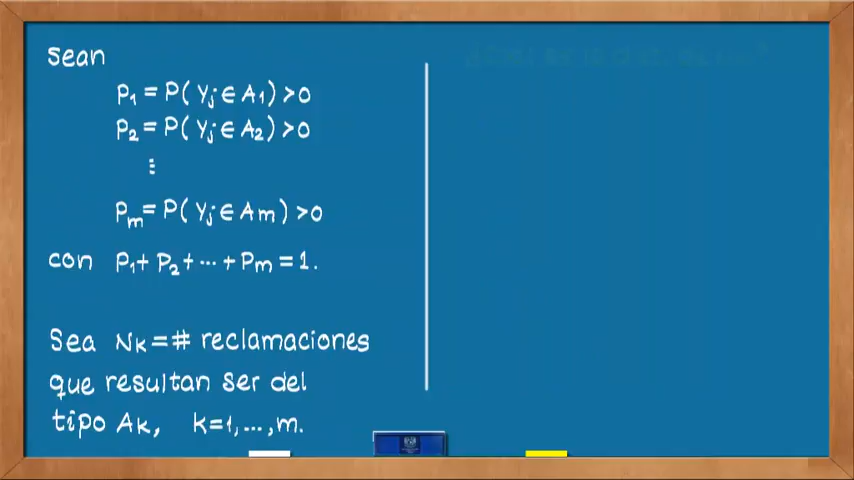 sean
P₁ = P( Yⱼ ∈ A₁ ) > 0
P₂ = P( Yⱼ ∈ A₂ ) > 0
⋮
Pₘ = P( Yⱼ ∈ Am ) > 0
con P₁ + P₂ + ··· + Pₘ = 1.
Sea Nₖ = # reclamaciones
que resultan ser del
tipo Aₖ, k=1,...,m.